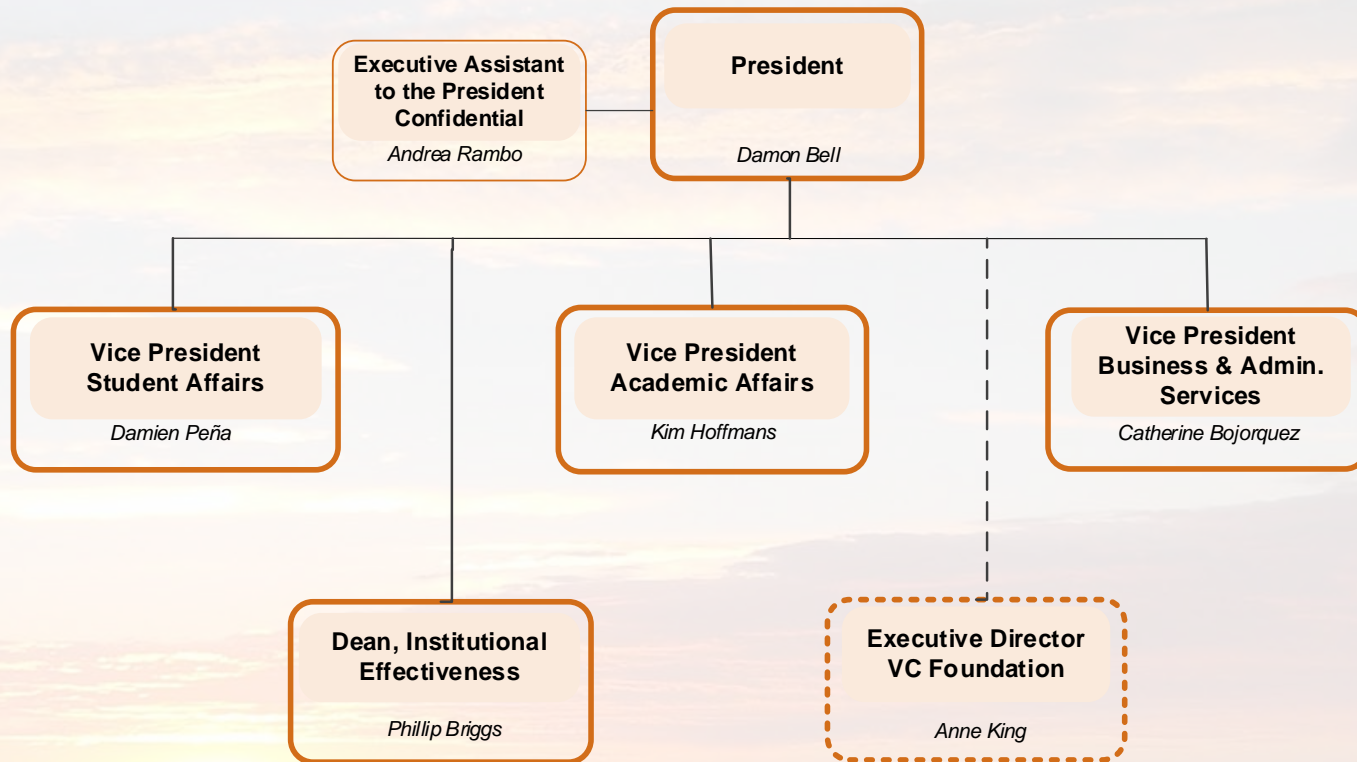 Executive Assistant
to the President
Confidential
Andrea Rambo
President
Damon Bell
Vice President
Student Affairs
Damien Peña
Vice President
Academic Affairs
Kim Hoffmans
Vice President
Business & Admin.
Services
Catherine Bojorquez
Dean, Institutional
Effectiveness
Phillip Briggs
Executive Director
VC Foundation
Anne King